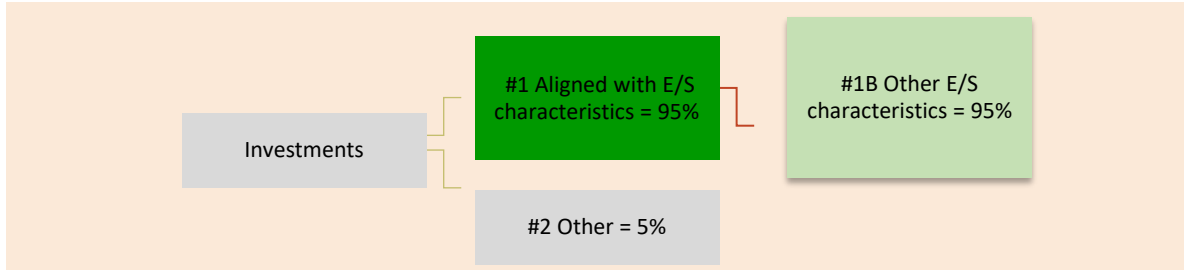 #1 Aligned with E/S
characteristics = 95%
#1B Other E/S
characteristics = 95%
Investments
#2 Other = 5%